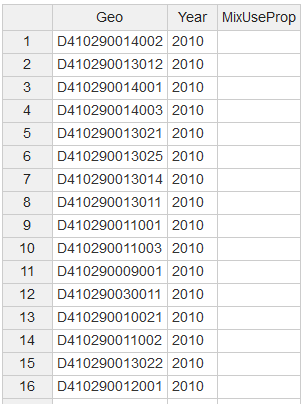 Geo Year MixUseProp
1 D410290014002 2010
2 D410290013012 2010
3 D410290014001 2010
4 D410290014003 2010
5 D410290013021 2010
6 D410290013025 2010
7 D410290013014 2010
8 D410290013011 2010
9 D410290011001 2010
10 D410290011003 2010
11 D410290009001 2010
12 D410290030011 2010
13 D410290010021 2010
14 D410290011002 2010
15 D410290013022 2010
16 D410290012001 2010